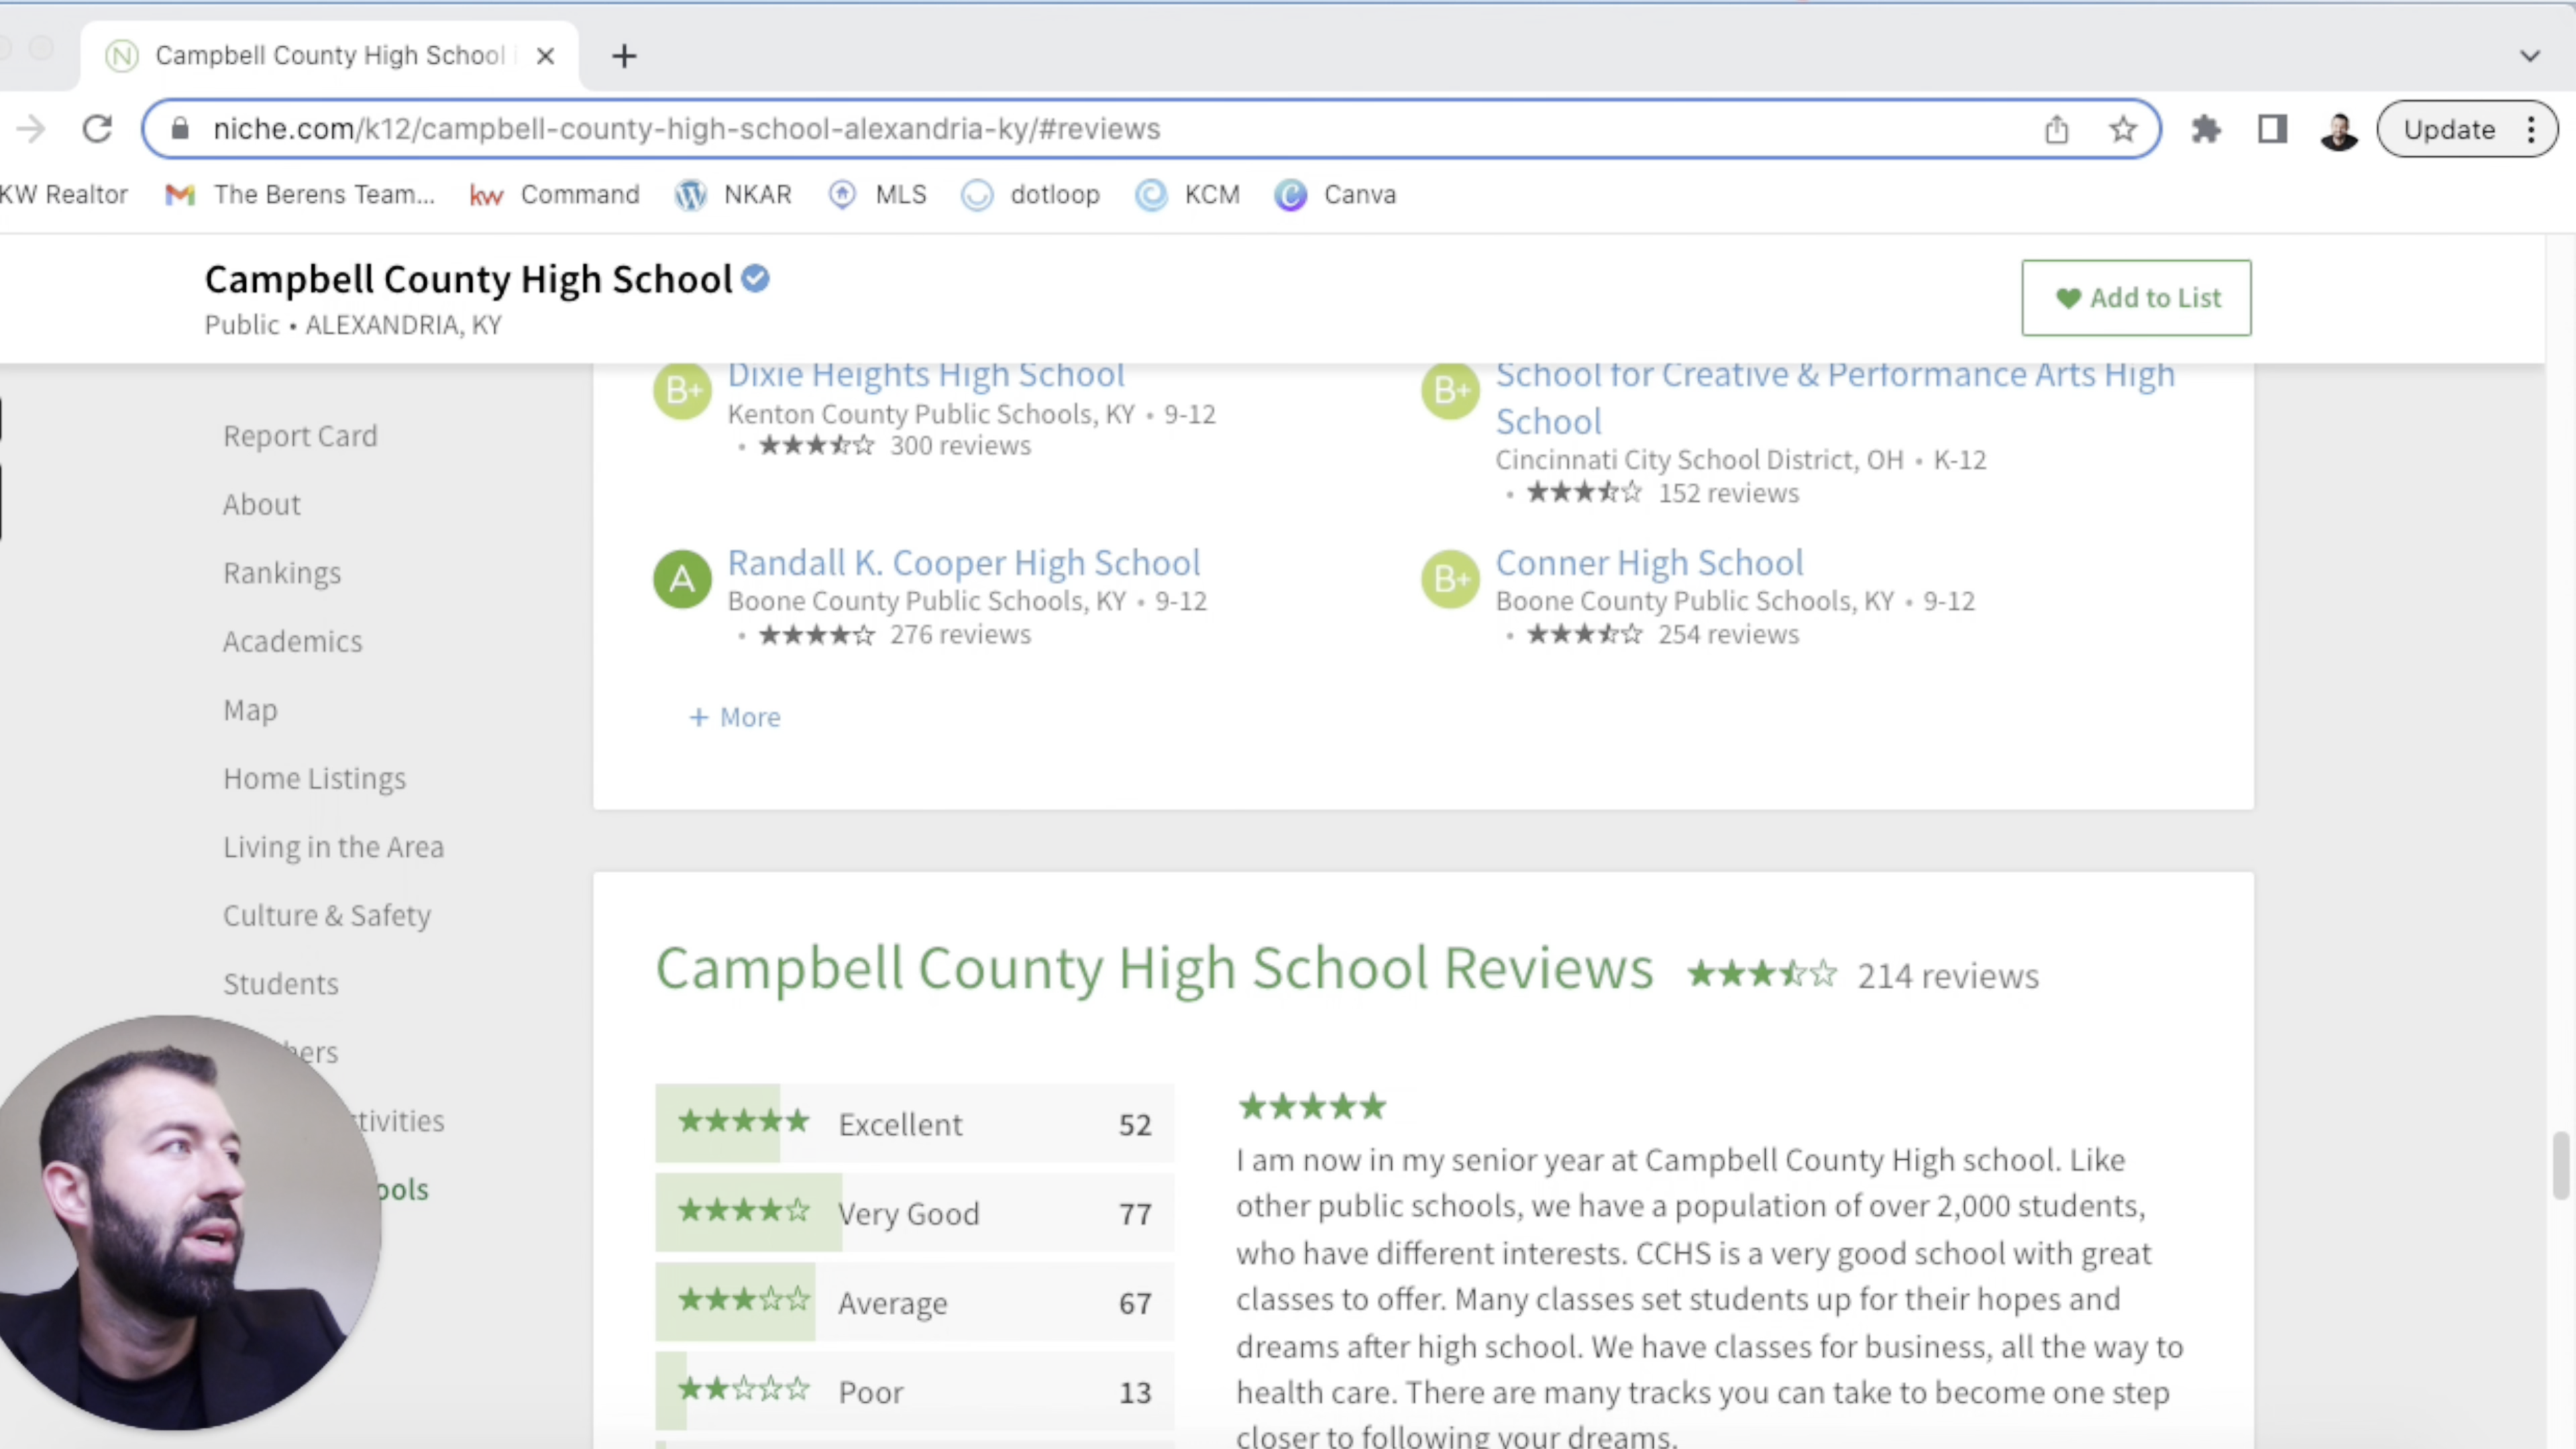 Campbell County High School
niche.com/k12/campbell-county-high-school-alexandria-ky/#reviews
Update
KW Realtor
The Berens Team...
kw Command
NKAR
MLS
dotloop
KCM
Canva
Campbell County High School
Public • ALEXANDRIA, KY
Add to List
Report Card
About
Rankings
Academics
Map
Home Listings
Living in the Area
Culture & Safety
Students
B+ Dixie Heights High School
Kenton County Public Schools, KY • 9-12
• ★★★ 300 reviews
B+ School for Creative & Performance Arts High
School
Cincinnati City School District, OH • K-12
• 152 reviews
A Randall K. Cooper High School
Boone County Public Schools, KY • 9-12
• 276 reviews
B+ Conner High School
Boone County Public Schools, KY • 9-12
• 254 reviews
+ More
Campbell County High School Reviews 214 reviews
Excellent 52
Very Good 77
Average 67
Poor 13
I am now in my senior year at Campbell County High school. Like
other public schools, we have a population of over 2,000 students,
who have different interests. CCHS is a very good school with great
classes to offer. Many classes set students up for their hopes and
dreams after high school. We have classes for business, all the way to
health care. There are many tracks you can take to become one step
closer to following your dreams.